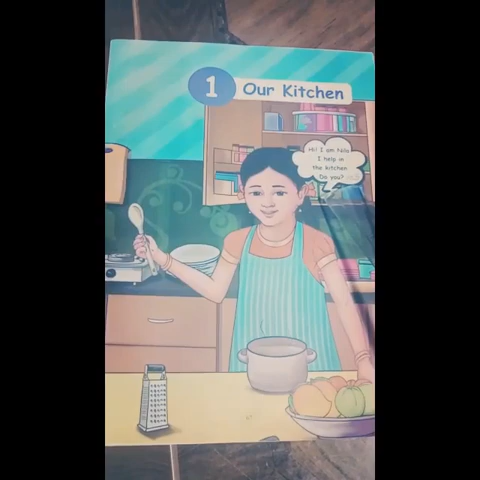 1 Our Kitchen
Hi! I am Nila
I help in
the kitchen
Do you?